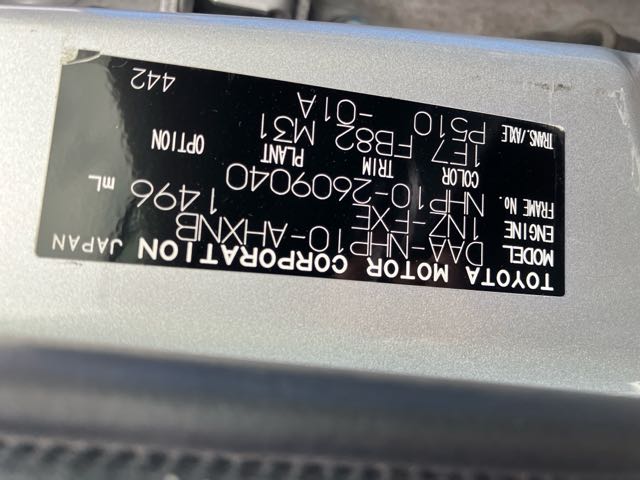 TOYOTA MOTOR CORPORATION JAPAN
MODEL DAA-NHP10-AHXNB
ENGINE 1NZ-FXE 1496 mL
FRAME No. NHP10-2609040
COLOR TRIM PLANT OPTION
1E7 FB82 M31
TRANS./AXLE P510 -01A
442